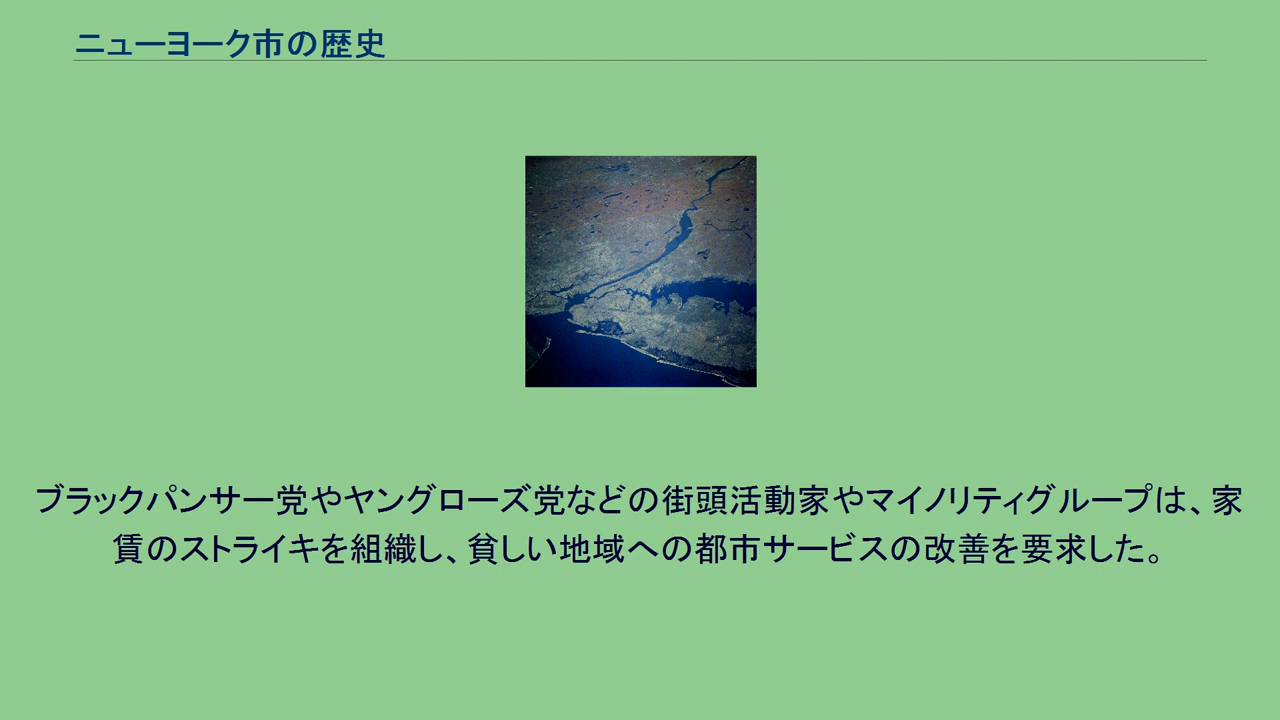 ニューヨーク市の歴史
ブラックパンサー党やヤングローズ党などの街頭活動家やマイノリティグループは、家
賃のストライキを組織し、貧しい地域への都市サービスの改善を要求した。